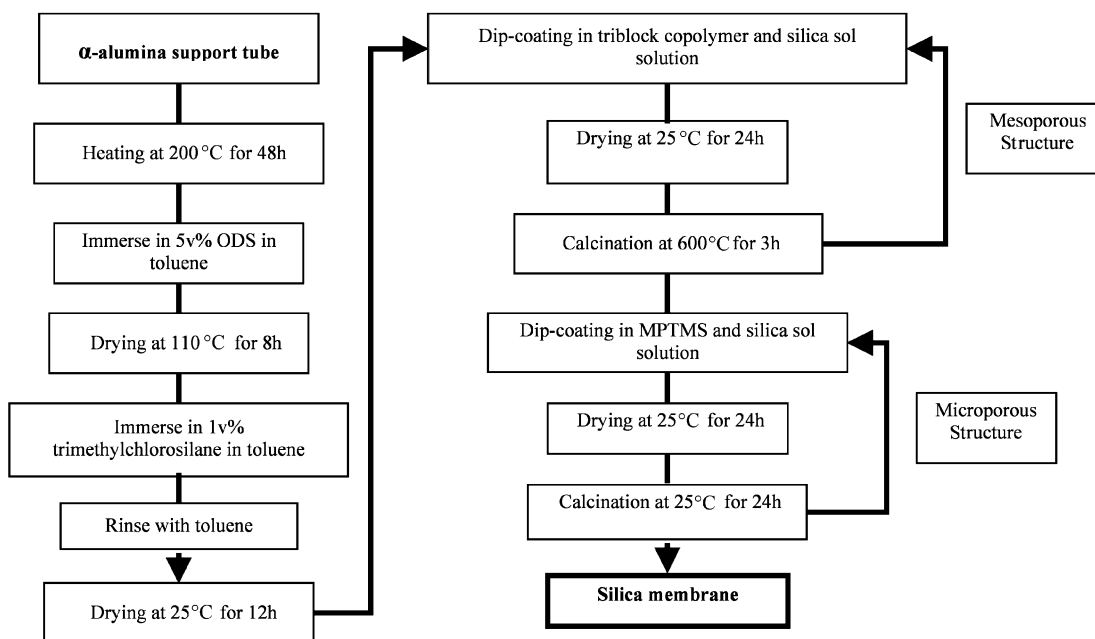 α-alumina support tube
Heating at 200°C for 48h
Immerse in 5v% ODS in
toluene
Drying at 110°C for 8h
Immerse in 1v%
trimethylchlorosilane in toluene
Rinse with toluene
Drying at 25°C for 12h
Dip-coating in triblock copolymer and silica sol
solution
Drying at 25°C for 24h
Calcination at 600°C for 3h
Mesoporous
Structure
Dip-coating in MPTMS and silica sol
solution
Drying at 25°C for 24h
Calcination at 25°C for 24h
Microporous
Structure
Silica membrane